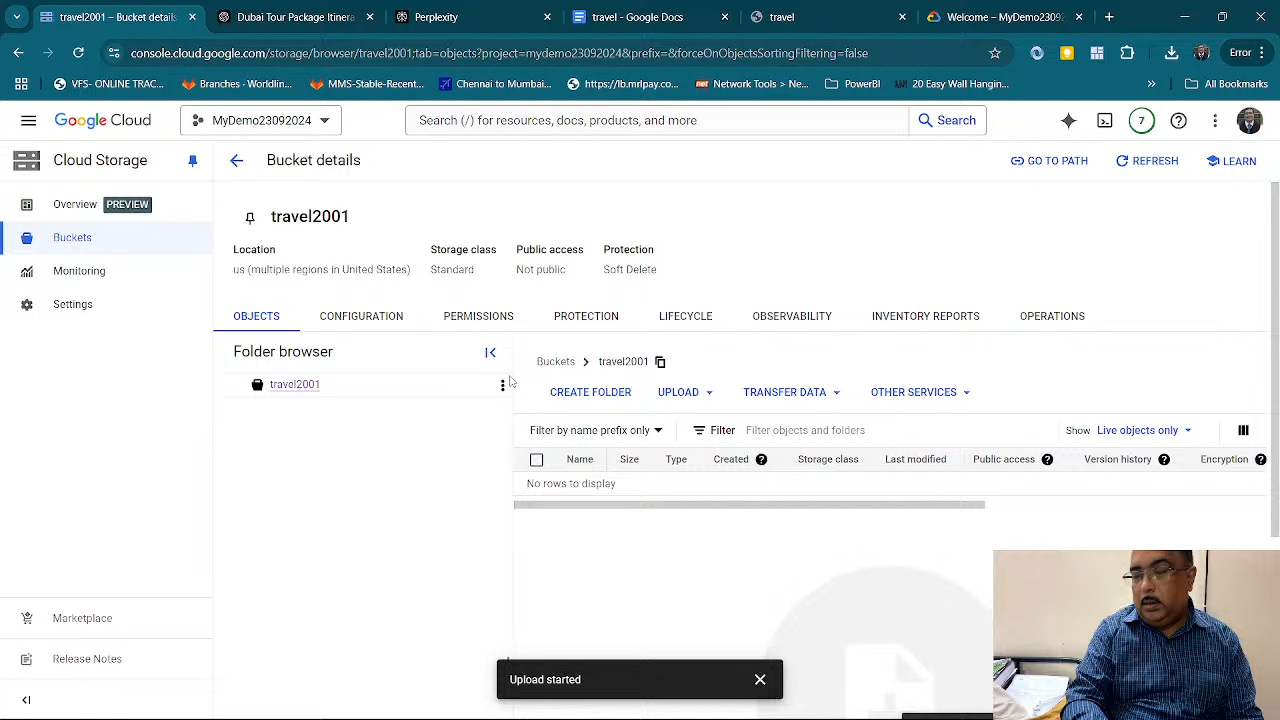 travel2001 – Bucket details
Dubai Tour Package Itinera
Perplexity
travel - Google Docs
travel
Welcome – MyDemo2309
console.cloud.google.com/storage/browser/travel2001;tab=objects?project=mydemo23092024&prefix=&forceOnObjectsSortingFiltering=false
Error
VFS- ONLINE TRAC...
Branches · Worldlin...
MMS-Stable-Recent...
Chennai to Mumbai...
https://lb.mrlpay.co...
Network Tools > Ne...
PowerBI
20 Easy Wall Hangin...
All Bookmarks
Google Cloud
MyDemo23092024
Search (/) for resources, docs, products, and more
Search
7
Cloud Storage
Bucket details
GO TO PATH
REFRESH
LEARN
Overview PREVIEW
Buckets
Monitoring
Settings
travel2001
Location Storage class Public access Protection
us (multiple regions in United States) Standard Not public Soft Delete
OBJECTS CONFIGURATION PERMISSIONS PROTECTION LIFECYCLE OBSERVABILITY INVENTORY REPORTS OPERATIONS
Folder browser
travel2001
Buckets > travel2001
CREATE FOLDER UPLOAD TRANSFER DATA OTHER SERVICES
Filter by name prefix only Filter Filter objects and folders Show Live objects only
Name Size Type Created Storage class Last modified Public access Version history Encryption
No rows to display
Upload started
Marketplace
Release Notes